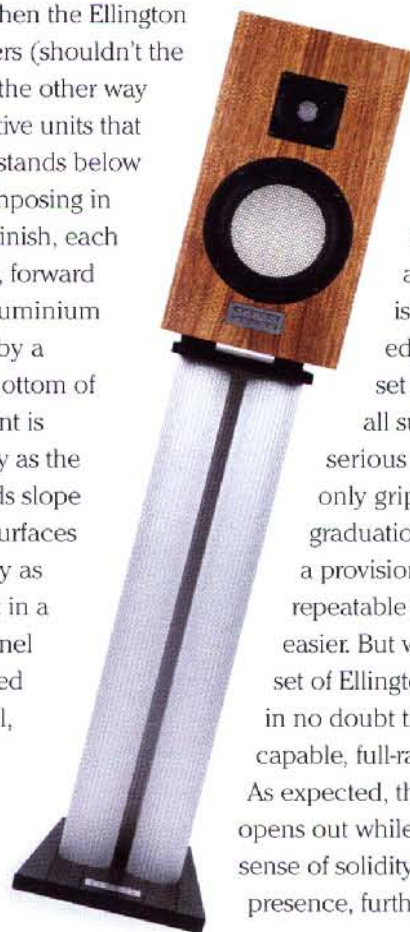 hen the Ellington
ers (shouldn't the
the other way
tive units that
stands below
nposing in
finish, each
, forward
uminium
by a
ottom of
nt is
y as the
ds slope
urfaces
y as
t in a
nel
ed
l,
a
is
ed
set
all su
serious
only grip
graduation
a provision
repeatable
easier. But w
set of Ellingto
in no doubt t
capable, full-ra
As expected, th
opens out while
sense of solidity
presence, furth